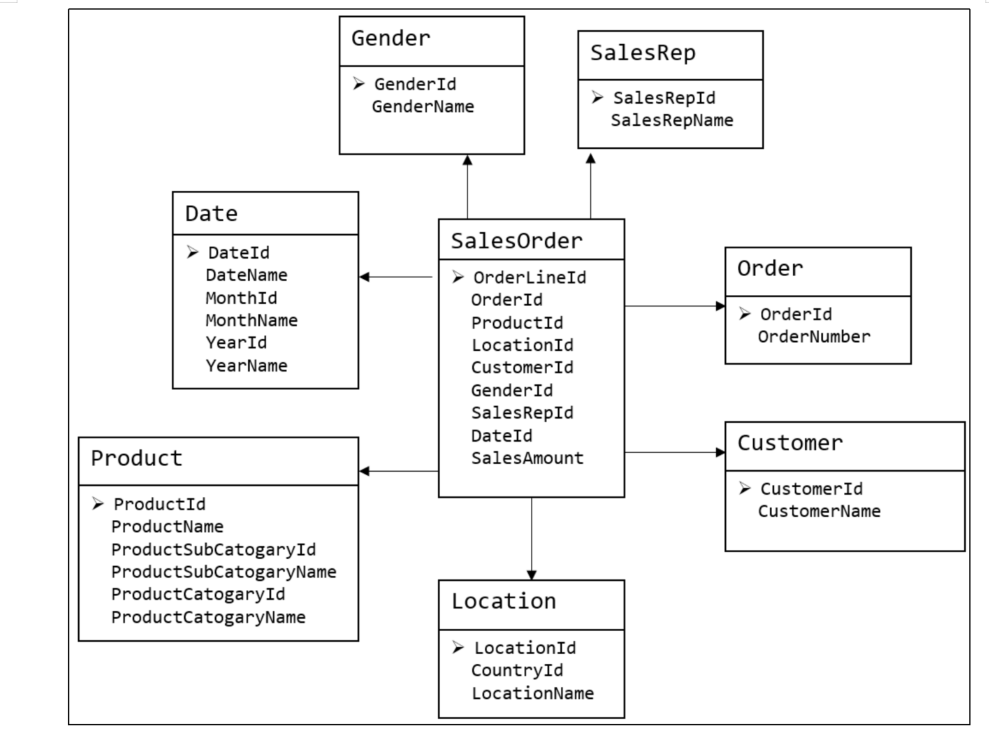 Gender
GenderId
GenderName
SalesRep
SalesRepId
SalesRepName
Date
DateId
DateName
MonthId
MonthName
YearId
YearName
SalesOrder
OrderLineId
OrderId
ProductId
LocationId
CustomerId
GenderId
SalesRepId
DateId
SalesAmount
Order
OrderId
OrderNumber
Product
ProductId
ProductName
ProductSubCatogaryId
ProductSubCatogaryName
ProductCatogaryId
ProductCatogaryName
Customer
CustomerId
CustomerName
Location
LocationId
CountryId
LocationName